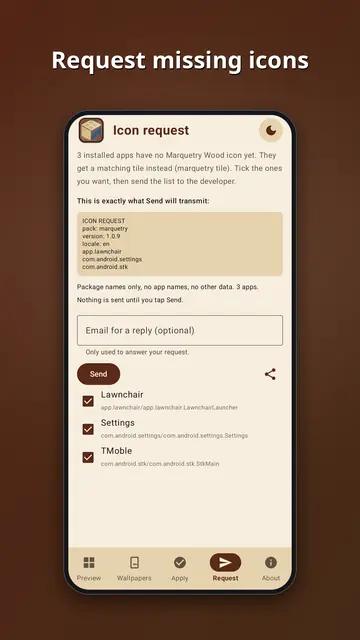 Request missing icons
Icon request
3 installed apps have no Marquetry Wood icon yet. They
get a matching tile instead (marquetry tile). Tick the ones
you want, then send the list to the developer.
This is exactly what Send will transmit:
ICON REQUEST
pack: marquetry
version: 1.0.9
locale: en
app.lawnchair
com.android.settings
com.android.stk
Package names only, no app names, no other data. 3 apps.
Nothing is sent until you tap Send.
Email for a reply (optional)
Only used to answer your request.
Send
Lawnchair
app.lawnchair/app.lawnchair.LawnchairLauncher
Settings
com.android.settings/com.android.settings.Settings
TMoble
com.android.stk/com.android.stk.StkMain
Preview Wallpapers Apply Request About